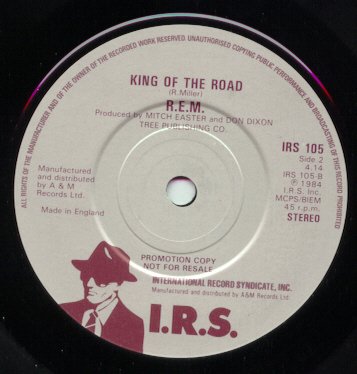 ALL RIGHTS OF THE MANUFACTURER AND OF THE OWNER OF THE RECORDED WORK RESERVED. UNAUTHORISED COPYING PUBLIC PERFORMANCE AND BROADCASTING OF THIS RECORD PROHIBITED
KING OF THE ROAD
(R.Miller)
R.E.M.
Produced by MITCH EASTER and DON DIXON
TREE PUBLISHING CO.
IRS 105
Side 2
4.14
IRS 105-B
℗ 1984
I.R.S. Inc.
MCPS/BIEM
45 r.p.m.
STEREO
Manufactured
and distributed
by A & M
Records Ltd.
Made in England
PROMOTION COPY
NOT FOR RESALE
INTERNATIONAL RECORD SYNDICATE, INC.
Manufactured and distributed by A&M Records Ltd.
I.R.S.